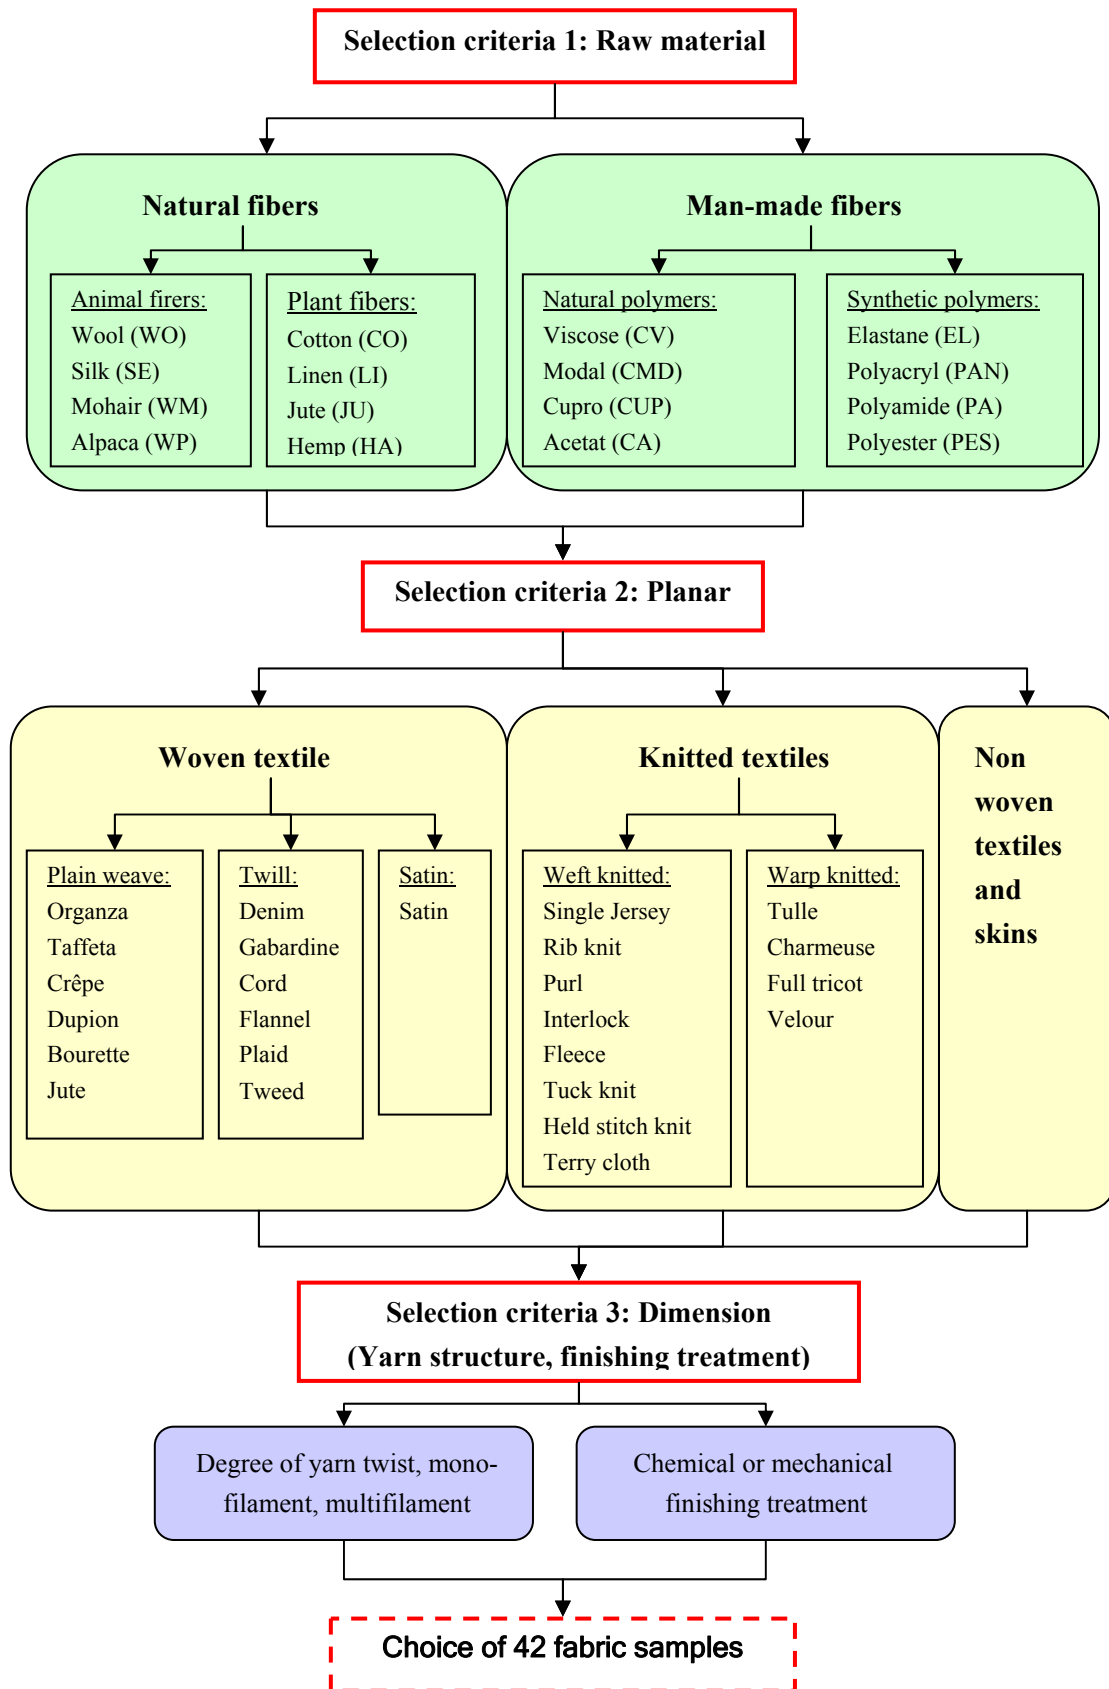 Selection criteria 1: Raw material
Natural fibers
Man-made fibers
Animal firers:
Wool (WO)
Silk (SE)
Mohair (WM)
Alpaca (WP)
Plant fibers:
Cotton (CO)
Linen (LI)
Jute (JU)
Hemp (HA)
Natural polymers:
Viscose (CV)
Modal (CMD)
Cupro (CUP)
Acetat (CA)
Synthetic polymers:
Elastane (EL)
Polyacryl (PAN)
Polyamide (PA)
Polyester (PES)
Selection criteria 2: Planar
Woven textile
Knitted textiles
Non
woven
textiles
and
skins
Plain weave:
Organza
Taffeta
Crêpe
Dupion
Bourette
Jute
Twill:
Denim
Gabardine
Cord
Flannel
Plaid
Tweed
Satin:
Satin
Weft knitted:
Single Jersey
Rib knit
Purl
Interlock
Fleece
Tuck knit
Held stitch knit
Terry cloth
Warp knitted:
Tulle
Charmeuse
Full tricot
Velour
Selection criteria 3: Dimension
(Yarn structure, finishing treatment)
Degree of yarn twist, mono-
filament, multifilament
Chemical or mechanical
finishing treatment
Choice of 42 fabric samples